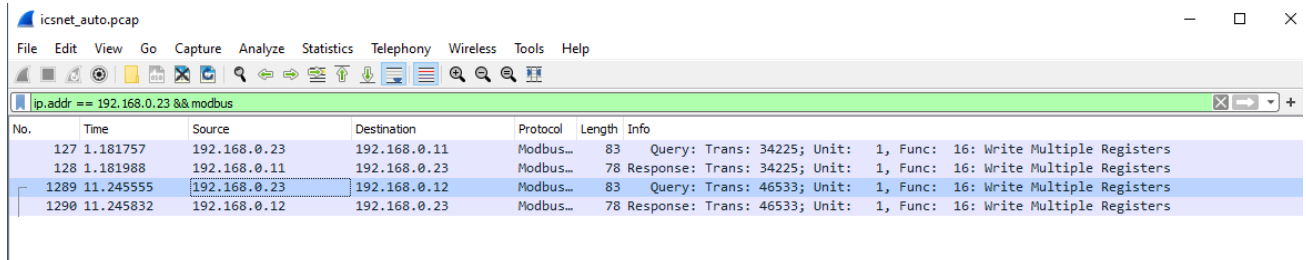 icsnet_auto.pcap
File Edit View Go Capture Analyze Statistics Telephony Wireless Tools Help
ip.addr == 192.168.0.23 && modbus
No. Time Source Destination Protocol Length Info
127 1.181757 192.168.0.23 192.168.0.11 Modbus… 83 Query: Trans: 34225; Unit: 1, Func: 16: Write Multiple Registers
128 1.181988 192.168.0.11 192.168.0.23 Modbus… 78 Response: Trans: 34225; Unit: 1, Func: 16: Write Multiple Registers
1289 11.245555 192.168.0.23 192.168.0.12 Modbus… 83 Query: Trans: 46533; Unit: 1, Func: 16: Write Multiple Registers
1290 11.245832 192.168.0.12 192.168.0.23 Modbus… 78 Response: Trans: 46533; Unit: 1, Func: 16: Write Multiple Registers